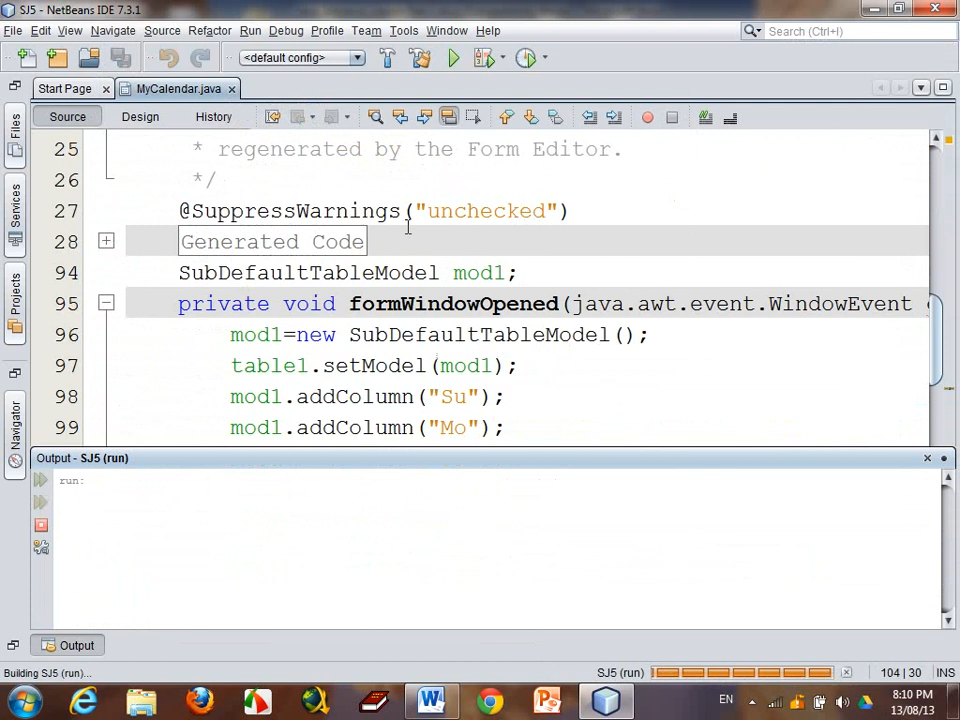 SJ5 - NetBeans IDE 7.3.1
File Edit View Navigate Source Refactor Run Debug Profile Team Tools Window Help
Search (Ctrl+I)
<default config>
Start Page MyCalendar.java
Source Design History
Files
Services
Projects
Navigator
25 * regenerated by the Form Editor.
26 */
27 @SuppressWarnings("unchecked")
28 Generated Code
94 SubDefaultTableModel mod1;
95 private void formWindowOpened(java.awt.event.WindowEvent
96 mod1=new SubDefaultTableModel();
97 table1.setModel(mod1);
98 mod1.addColumn("Su");
99 mod1.addColumn("Mo");
Output - SJ5 (run)
run:
Output
Building SJ5 (run)... SJ5 (run) 104 | 30 INS
EN 8:10 PM
13/08/13